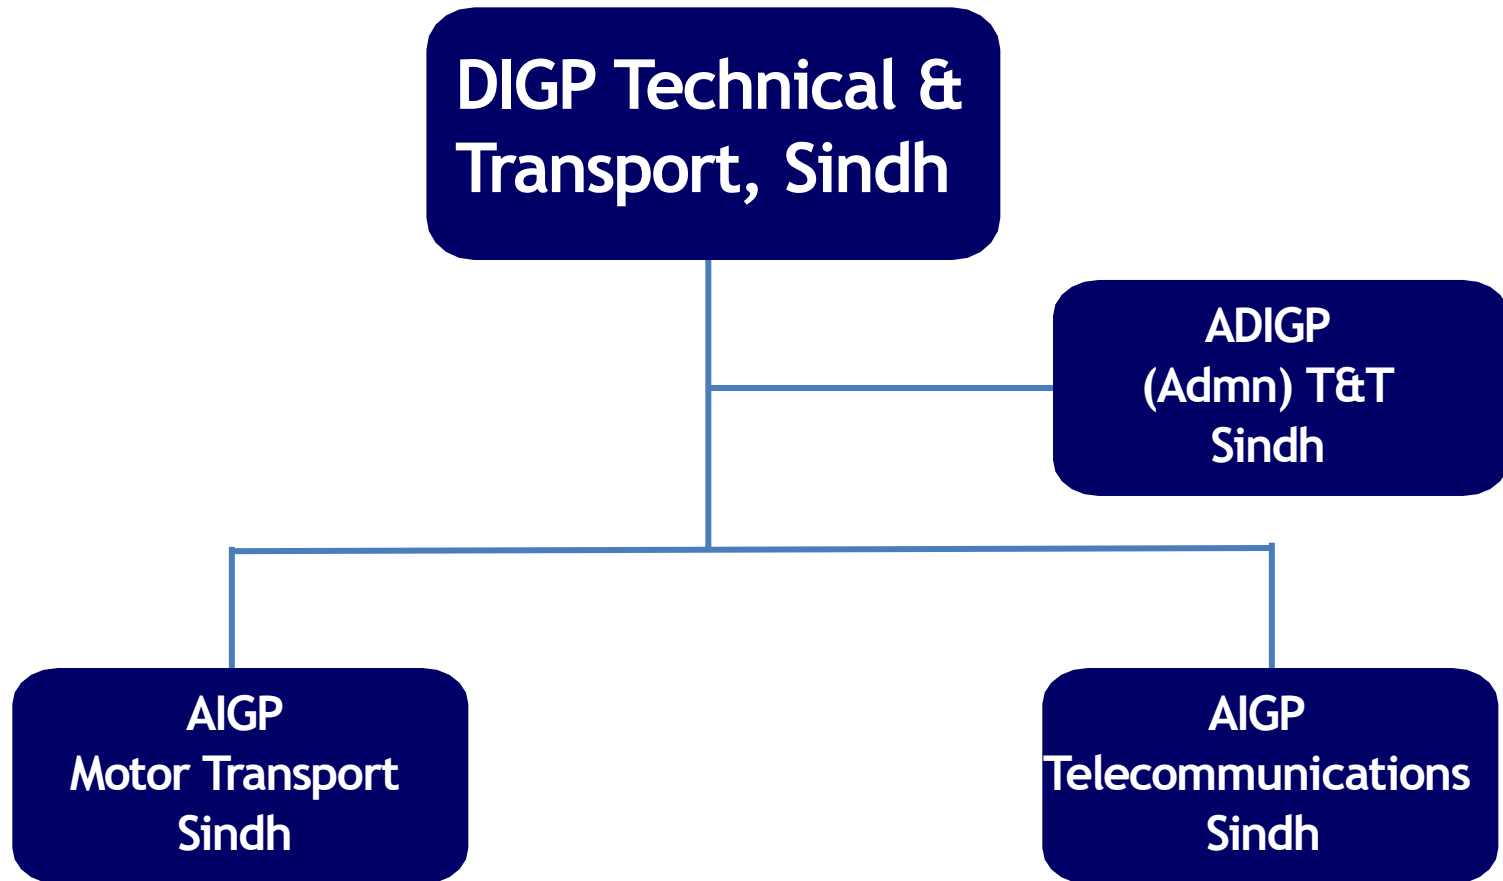 DIGP Technical &
Transport, Sindh
ADIGP
(Admn) T&T
Sindh
AIGP
Motor Transport
Sindh
AIGP
Telecommunications
Sindh